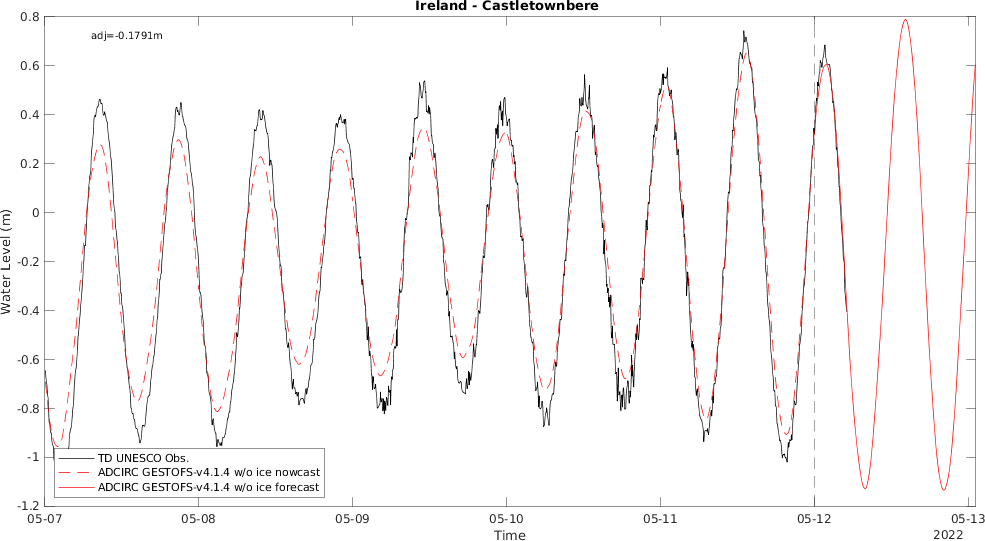 Ireland - Castletownbere
adj=-0.1791m
0.8
0.6
0.4
0.2
0
-0.2
-0.4
-0.6
-0.8
-1
-1.2
Water Level (m)
TD UNESCO Obs.
ADCIRC GESTOFS-v4.1.4 w/o ice nowcast
ADCIRC GESTOFS-v4.1.4 w/o ice forecast
05-07 05-08 05-09 05-10 05-11 05-12 05-13
Time
2022